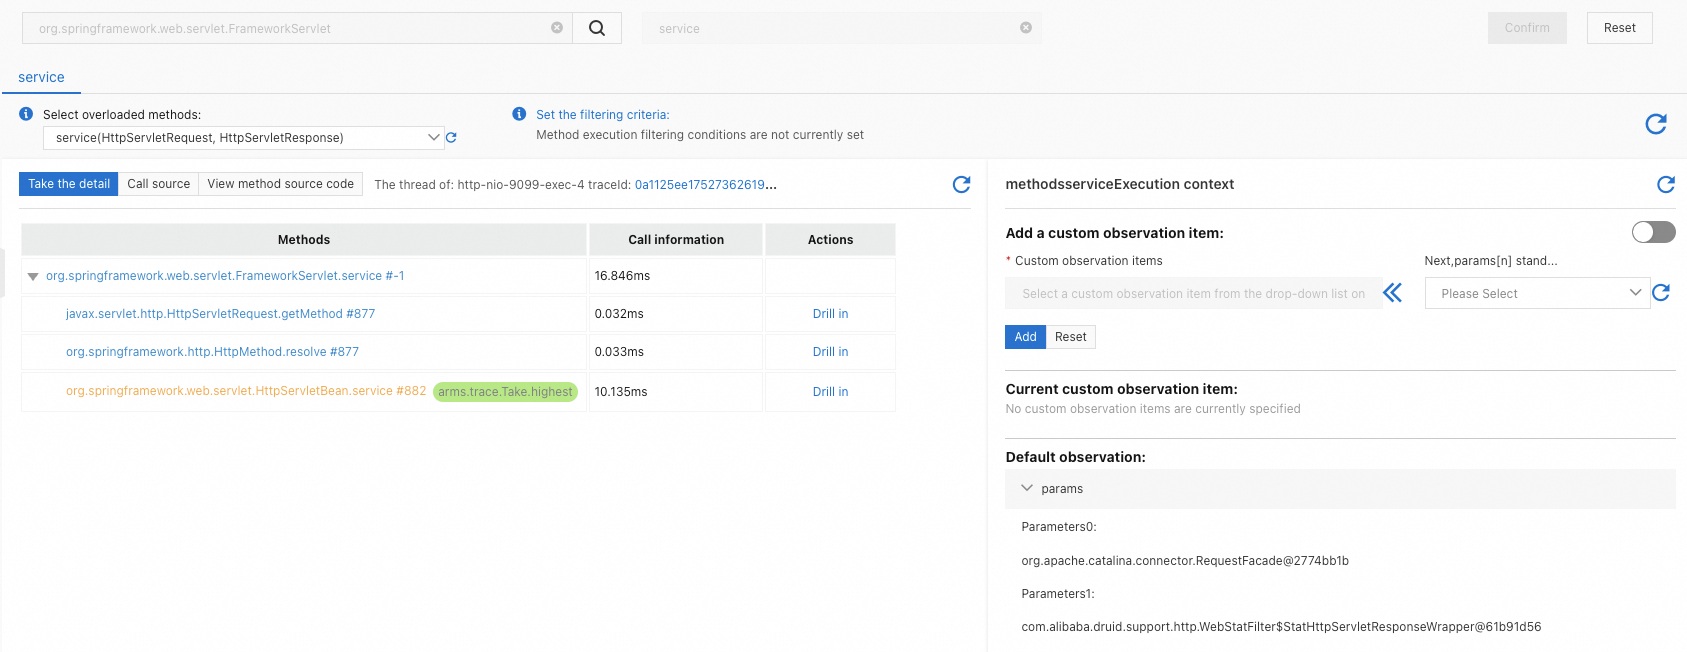 org.springframework.web.servlet.FrameworkServlet
service
Confirm
Reset
service
Select overloaded methods:
service(HttpServletRequest, HttpServletResponse)
Set the filtering criteria:
Method execution filtering conditions are not currently set
Take the detail
Call source
View method source code
The thread of: http-nio-9099-exec-4 traceId: 0a1125ee17527362619...
Methods
Call information
Actions
org.springframework.web.servlet.FrameworkServlet.service #-1
16.846ms
javax.servlet.http.HttpServletRequest.getMethod #877
0.032ms
Drill in
org.springframework.http.HttpMethod.resolve #877
0.033ms
Drill in
org.springframework.web.servlet.HttpServletBean.service #882
arms.trace.Take.highest
10.135ms
Drill in
methodsserviceExecution context
Add a custom observation item:
* Custom observation items
Next,params[n] stand...
Select a custom observation item from the drop-down list on
Please Select
Add
Reset
Current custom observation item:
No custom observation items are currently specified
Default observation:
params
Parameters0:
org.apache.catalina.connector.RequestFacade@2774bb1b
Parameters1:
com.alibaba.druid.support.http.WebStatFilter$StatHttpServletResponseWrapper@61b91d56